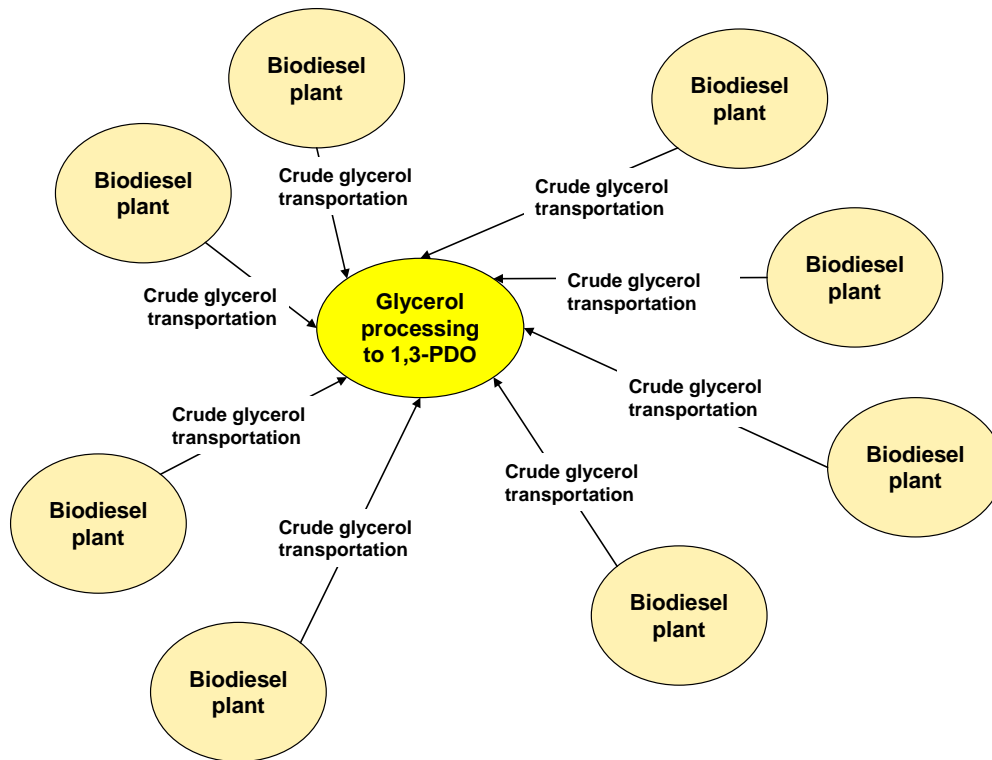 Biodiesel
plant
Biodiesel
plant
Biodiesel
plant
Crude glycerol
transportation
Crude glycerol
transportation
Biodiesel
plant
Crude glycerol
transportation
Crude glycerol
transportation
Glycerol
processing
to 1,3-PDO
Crude glycerol
transportation
Crude glycerol
transportation
Biodiesel
plant
Biodiesel
plant
Crude glycerol
transportation
Crude glycerol
transportation
Biodiesel
plant
Biodiesel
plant